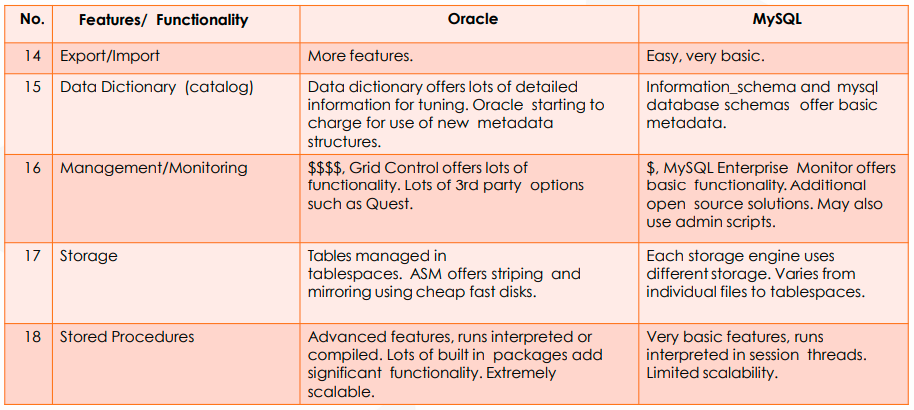 No. Features/ Functionality Oracle MySQL
14 Export/Import More features. Easy, very basic.
15 Data Dictionary (catalog) Data dictionary offers lots of detailed Information_schema and mysql
information for tuning. Oracle starting to database schemas offer basic
charge for use of new metadata metadata.
structures.
16 Management/Monitoring $$$$, Grid Control offers lots of $, MySQL Enterprise Monitor offers
functionality. Lots of 3rd party options basic functionality. Additional
such as Quest. open source solutions. May also
use admin scripts.
17 Storage Tables managed in Each storage engine uses
tablespaces. ASM offers striping and different storage. Varies from
mirroring using cheap fast disks. individual files to tablespaces.
18 Stored Procedures Advanced features, runs interpreted or Very basic features, runs
compiled. Lots of built in packages add interpreted in session threads.
significant functionality. Extremely Limited scalability.
scalable.